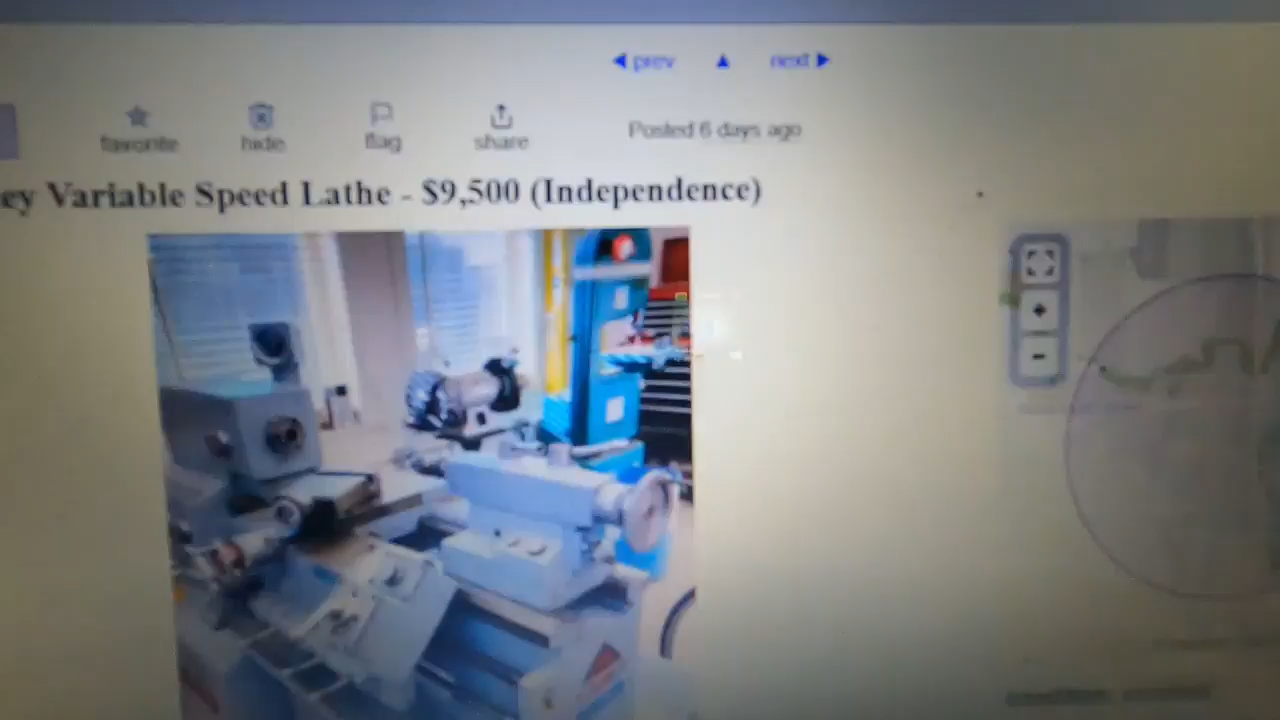 ◀ prev ▲ next ▶
favorite hide flag share Posted 6 days ago
ey Variable Speed Lathe - $9,500 (Independence)
+
-